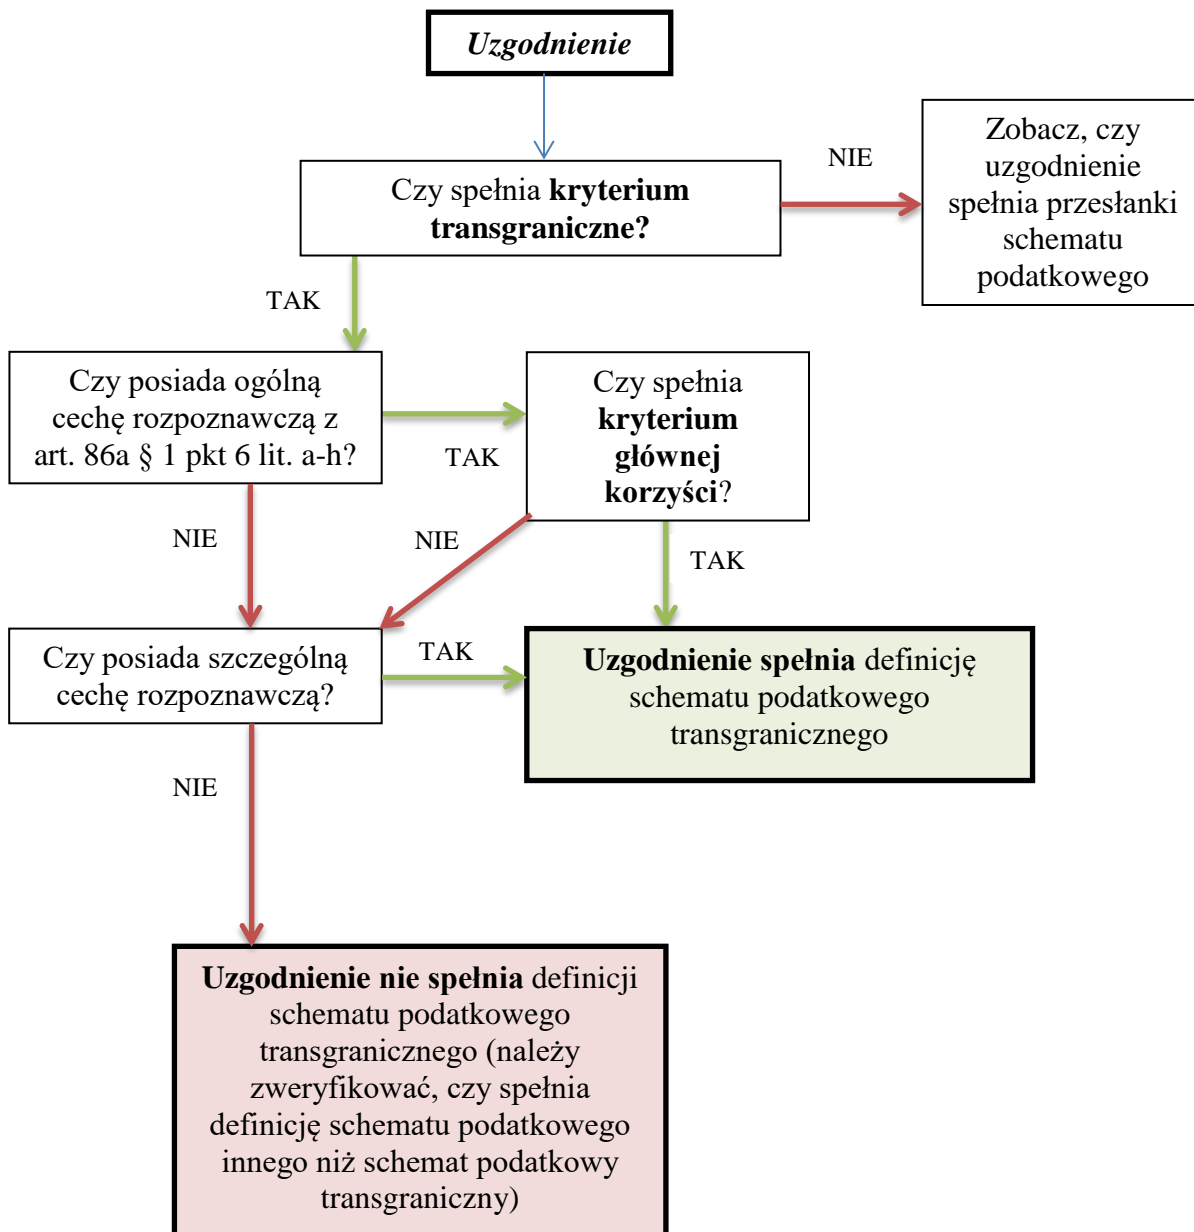 Uzgodnienie
Czy spełnia kryterium
transgraniczne?
NIE
Zobacz, czy
uzgodnienie
spełnia przesłanki
schematu
podatkowego
TAK
Czy posiada ogólną
cechę rozpoznawczą z
art. 86a § 1 pkt 6 lit. a-h?
TAK
Czy spełnia
kryterium
głównej
korzyści?
NIE
NIE
TAK
Czy posiada szczególną
cechę rozpoznawczą?
TAK
Uzgodnienie spełnia definicję
schematu podatkowego
transgranicznego
NIE
Uzgodnienie nie spełnia definicji
schematu podatkowego
transgranicznego (należy
zweryfikować, czy spełnia
definicję schematu podatkowego
innego niż schemat podatkowy
transgraniczny)